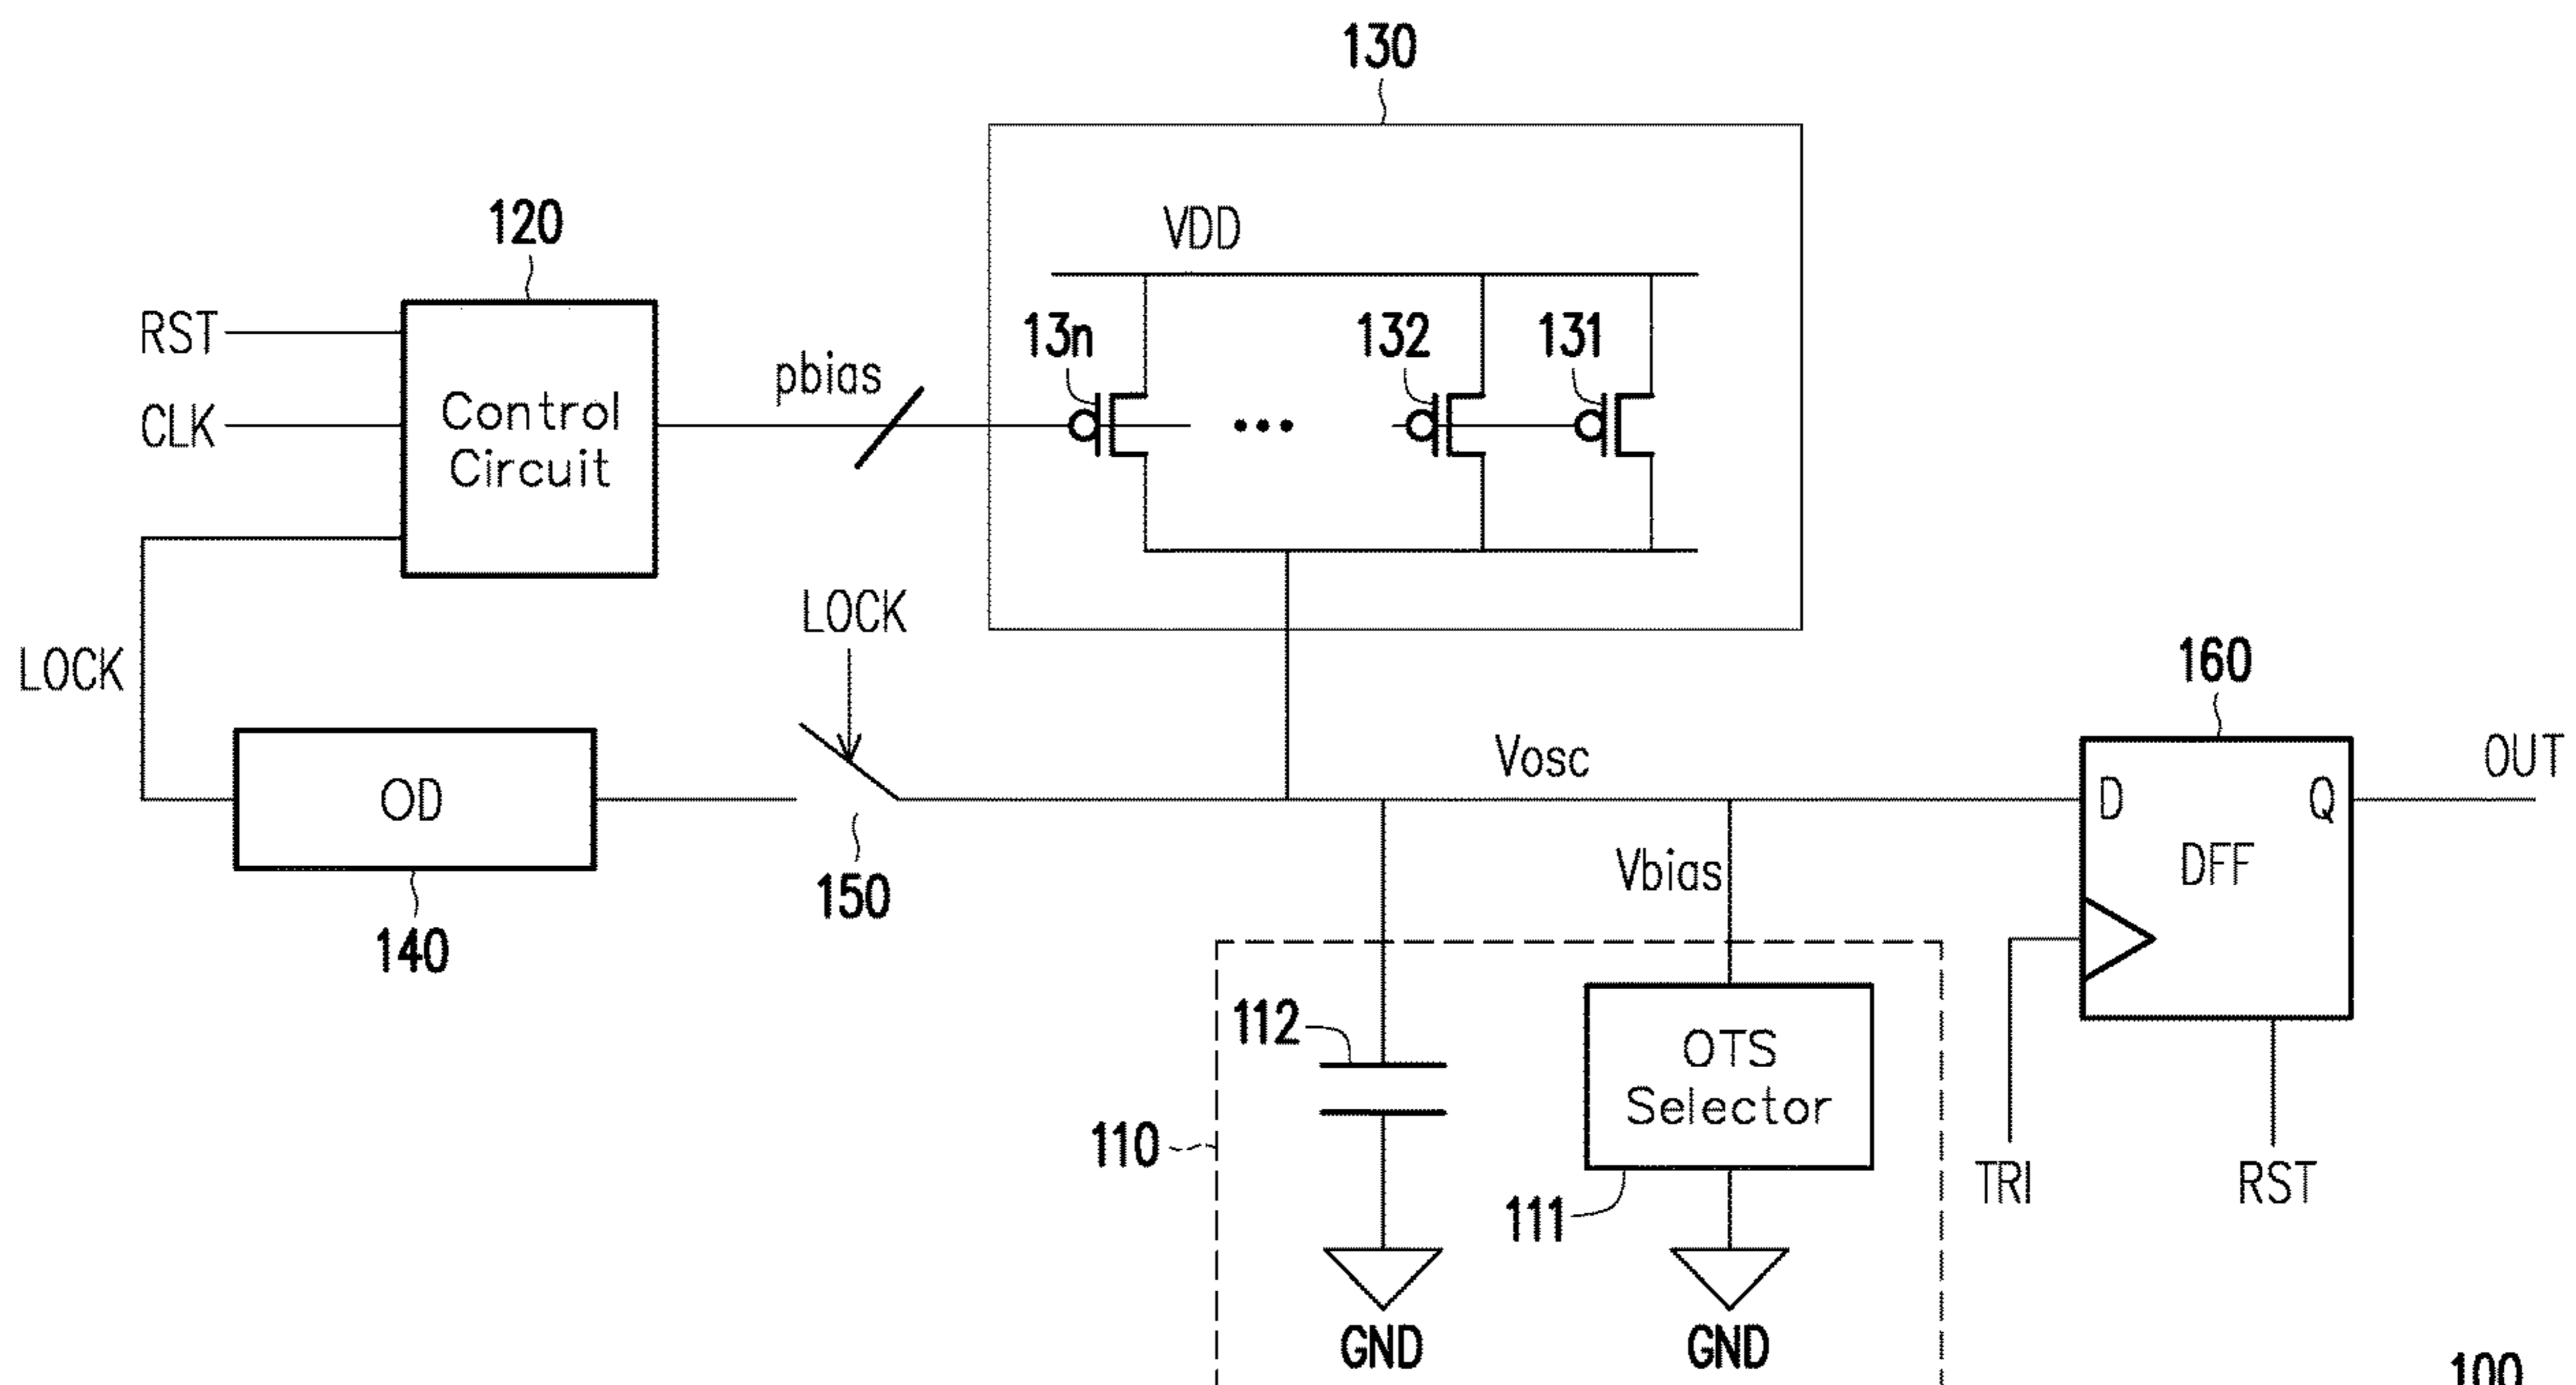 130
120
VDD
RST
13n
132
131
pbias
CLK
Control
Circuit
LOCK
LOCK
160
Vosc
OUT
OD
D
Q
DFF
Vbias
150
140
112
OTS
Selector
110
111
TRI
RST
GND
GND
100